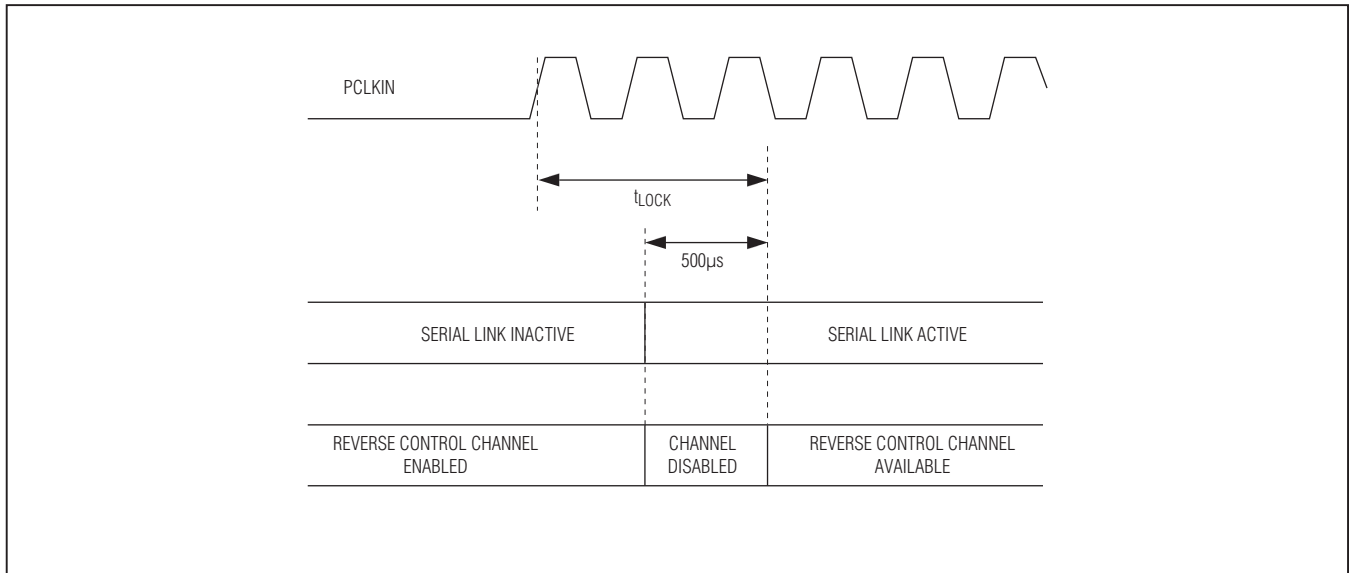 PCLKIN
tLOCK
500µs
SERIAL LINK INACTIVE
SERIAL LINK ACTIVE
REVERSE CONTROL CHANNEL
ENABLED
CHANNEL
DISABLED
REVERSE CONTROL CHANNEL
AVAILABLE